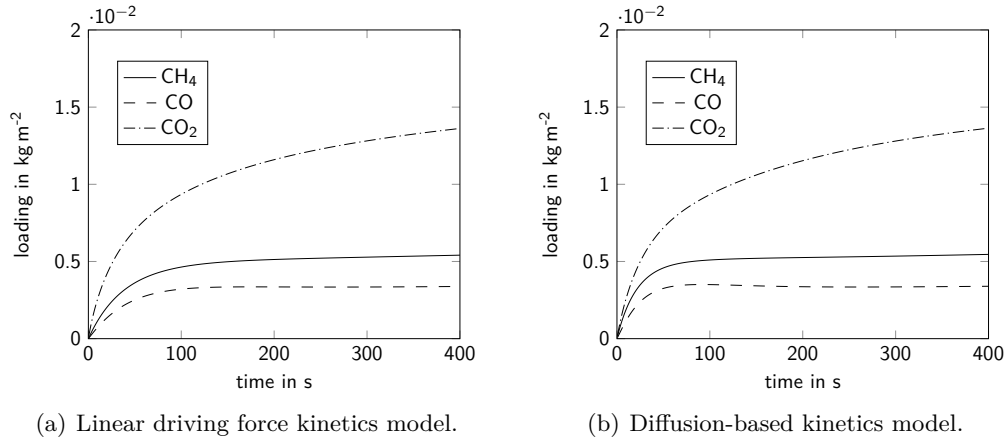 ·10⁻²
2
1.5
1
0.5
0
0 100 200 300 400
loading in kg m⁻²
time in s
CH₄
CO
CO₂
(a) Linear driving force kinetics model.
·10⁻²
2
1.5
1
0.5
0
0 100 200 300 400
loading in kg m⁻²
time in s
CH₄
CO
CO₂
(b) Diffusion-based kinetics model.